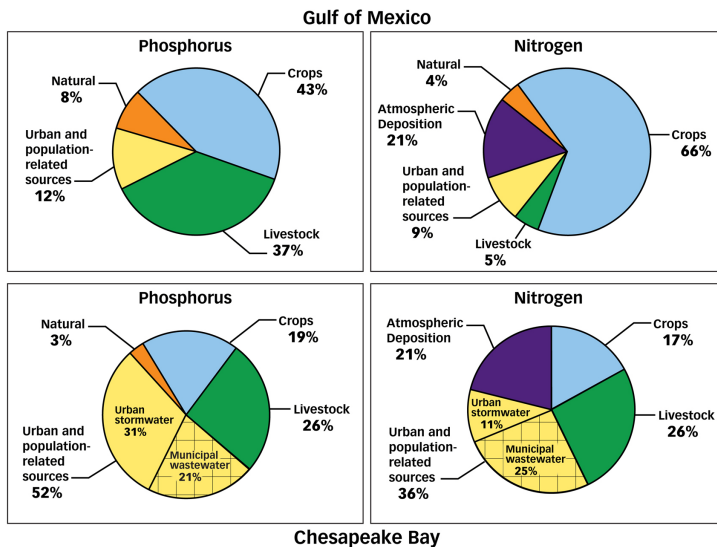 Gulf of Mexico
Phosphorus
Natural
8%
Crops
43%
Urban and
population-
related
sources
12%
Livestock
37%
Nitrogen
Natural
4%
Atmospheric
Deposition
21%
Crops
66%
Urban and
population-
related
sources
9%
Livestock
5%
Phosphorus
Natural
3%
Crops
19%
Urban
stormwater
31%
Livestock
26%
Urban and
population-
related
sources
52%
Municipal
wastewater
21%
Nitrogen
Atmospheric
Deposition
21%
Crops
17%
Urban
stormwater
11%
Livestock
26%
Urban and
population-
related
sources
36%
Municipal
wastewater
25%
Chesapeake Bay